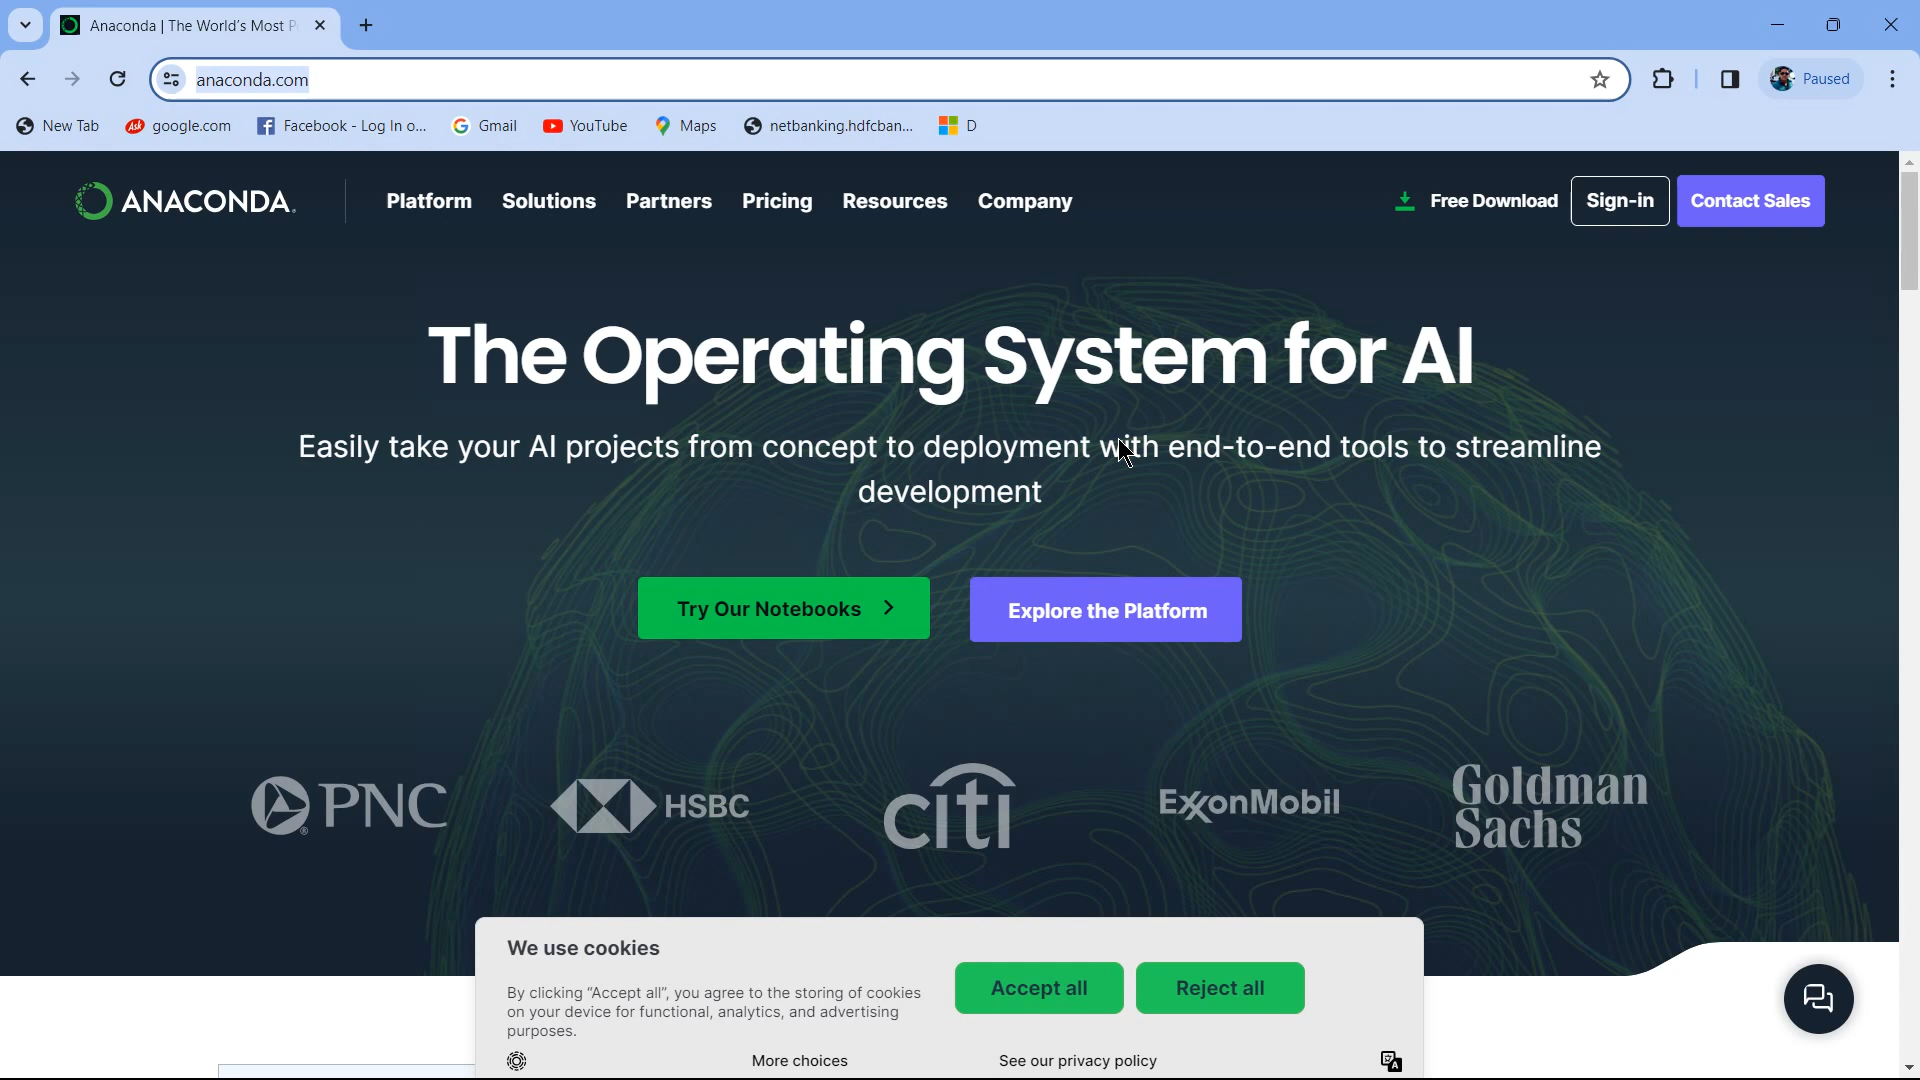 Anaconda | The World's Most P
anaconda.com
Paused
New Tab
Ask google.com
Facebook - Log In o...
Gmail
YouTube
Maps
netbanking.hdfcban...
D
ANACONDA.
Platform
Solutions
Partners
Pricing
Resources
Company
Free Download
Sign-in
Contact Sales
The Operating System for AI
Easily take your AI projects from concept to deployment with end-to-end tools to streamline
development
Try Our Notebooks
Explore the Platform
PNC
HSBC
citi
ExxonMobil
Goldman
Sachs
We use cookies
By clicking “Accept all”, you agree to the storing of cookies
on your device for functional, analytics, and advertising
purposes.
Accept all
Reject all
More choices
See our privacy policy